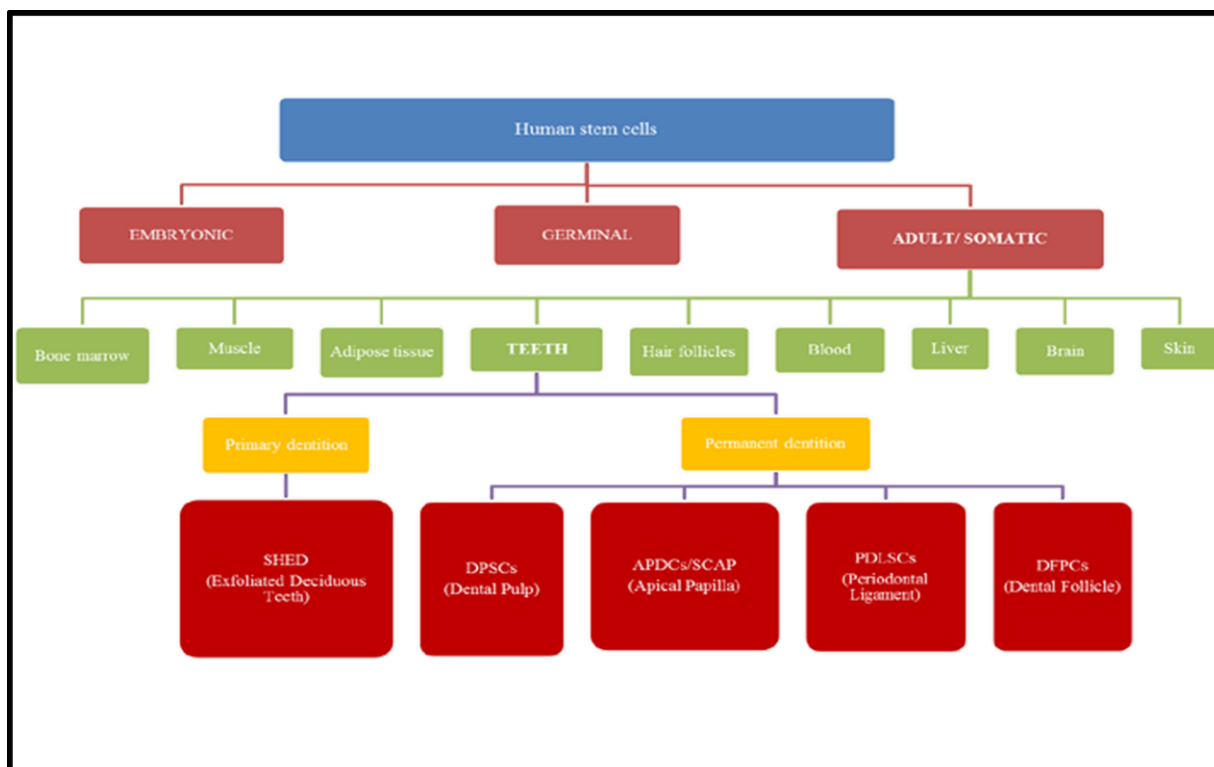 Human stem cells
EMBRYONIC
GERMINAL
ADULT/ SOMATIC
Bone marrow
Muscle
Adipose tissue
TEETH
Hair follicles
Blood
Liver
Brain
Skin
Primary dentition
Permanent dentition
SHED
(Exfoliated Deciduous
Teeth)
DPSCs
(Dental Pulp)
APDCs/SCAP
(Apical Papilla)
PDLSCs
(Periodontal
Ligament)
DFPCs
(Dental Follicle)